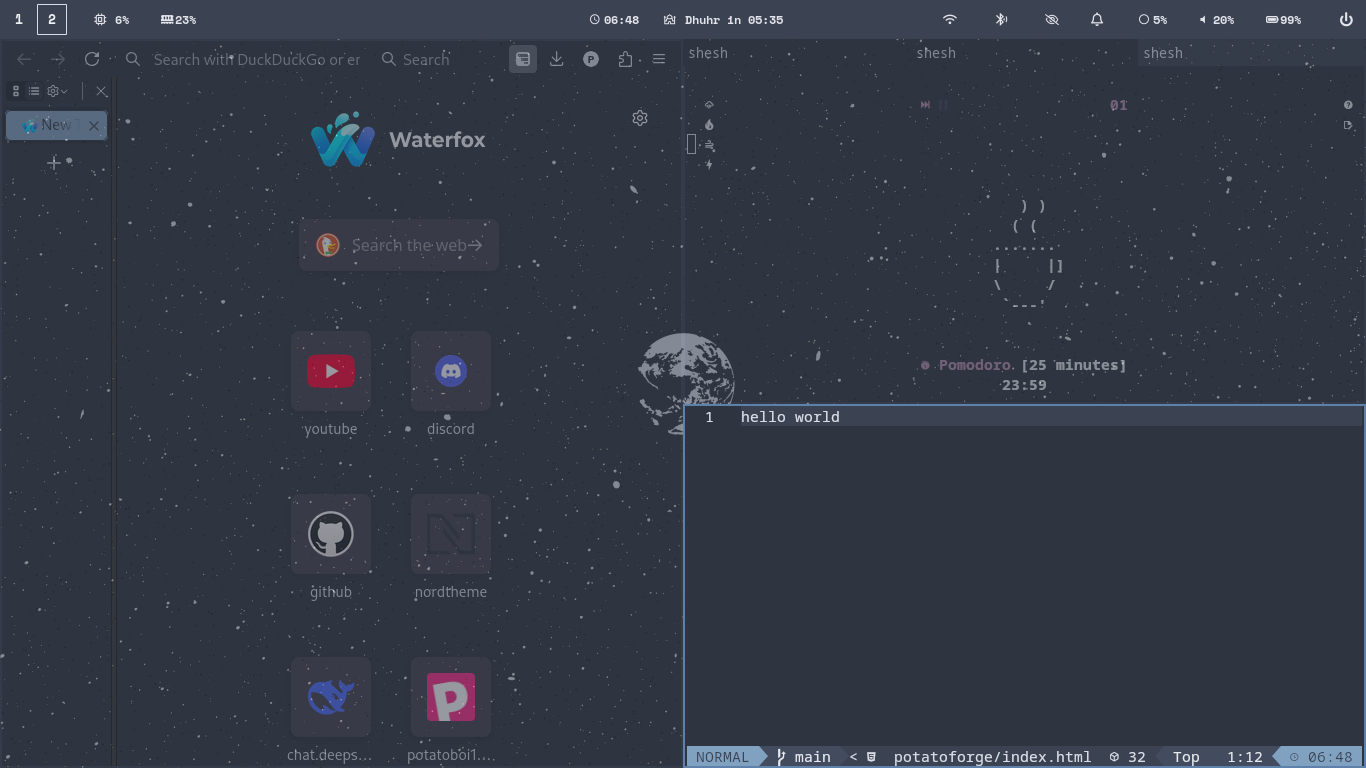 1 2 6% 23% 06:48 Dhuhr in 05:35 5% 20% 99%
Search with DuckDuckGo or er Search
shesh shesh shesh
New
Waterfox
Search the web
youtube discord
github nordtheme
chat.deeps... potatoboi1...
01
Pomodoro [25 minutes]
23:59
1 hello world
NORMAL main < potatoforge/index.html 32 Top 1:12 06:48